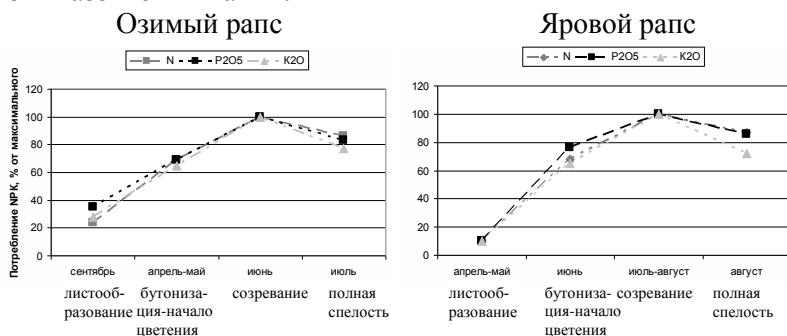 Озимый рапс
N P2O5 K2O
Потребление NPK, % от максимального
120
100
80
60
40
20
0
сентябрь апрель-май июнь июль
листооб- бутониза- созревание полная
разование ция-начало спелость
цветения
Яровой рапс
N P2O5 K2O
120
100
80
60
40
20
0
апрель-май июнь июль-август август
листооб- бутониза- созревание полная
разование ция-начало спелость
цветения